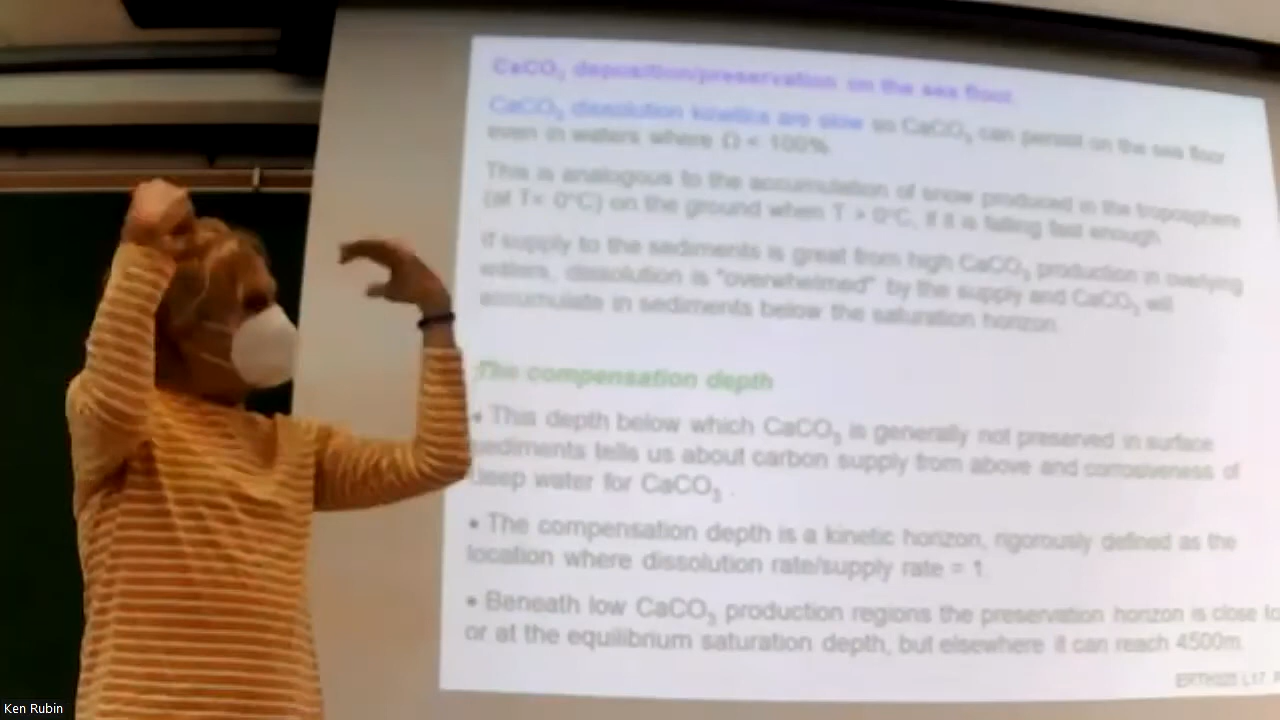 CaCO₃ deposition/preservation on the sea floor.
CaCO₃ dissolution kinetics are slow so CaCO₃ can persist on the sea floor
even in waters where Ω < 100%.
This is analogous to the accumulation of snow produced in the troposphere
(at T< 0°C) on the ground when T > 0°C, if it is falling fast enough.
If supply to the sediments is great from high CaCO₃ production in overlying
waters, dissolution is "overwhelmed" by the supply and CaCO₃ will
accumulate in sediments below the saturation horizon.
The compensation depth
• This depth below which CaCO₃ is generally not preserved in surface
sediments tells us about carbon supply from above and corrosiveness of
deep water for CaCO₃ .
• The compensation depth is a kinetic horizon, rigorously defined as the
location where dissolution rate/supply rate = 1
• Beneath low CaCO₃ production regions the preservation horizon is close to
or at the equilibrium saturation depth, but elsewhere it can reach 4500m.
L17
Ken Rubin